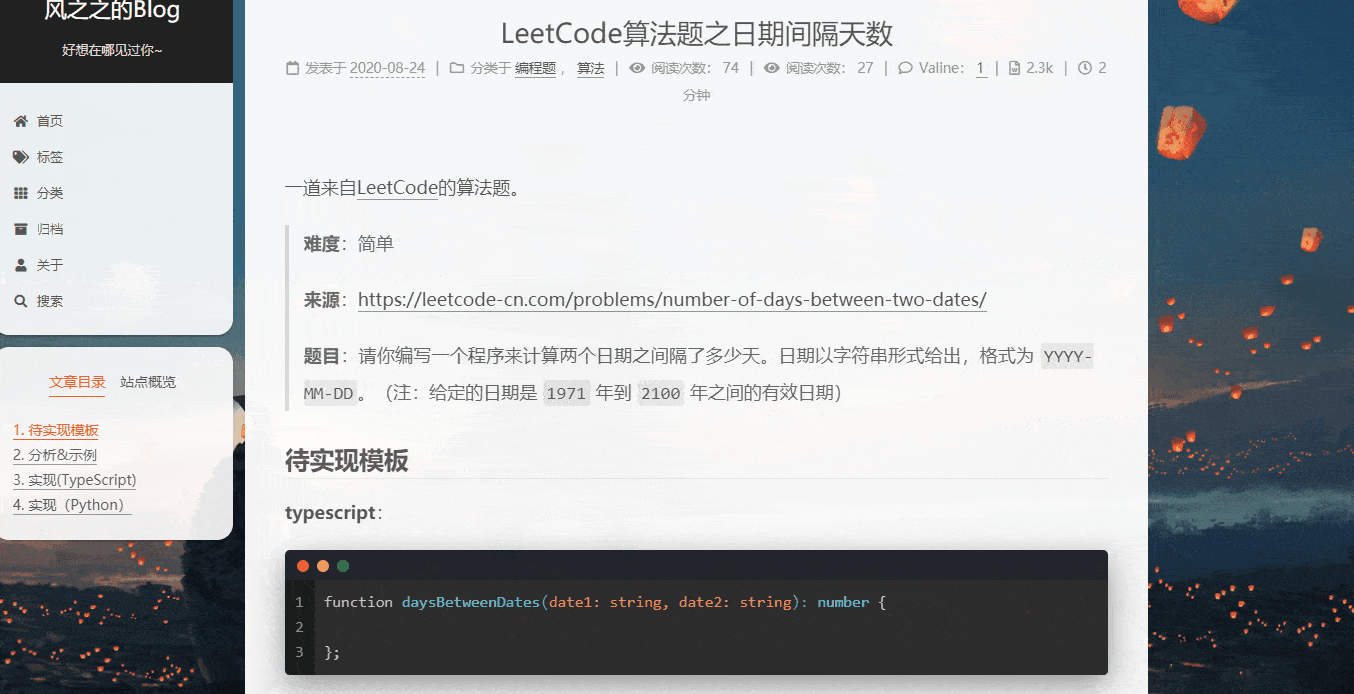 风之之的Blog
好想在哪见过你~
首页
标签
分类
归档
关于
搜索
文章目录 站点概览
1. 待实现模板
2. 分析&示例
3. 实现(TypeScript)
4. 实现（Python）
LeetCode算法题之日期间隔天数
发表于 2020-08-24 | 分类于 编程题 ， 算法 | 阅读次数： 74 | 阅读次数： 27 | Valine： 1 | 2.3k | 2
分钟
一道来自LeetCode的算法题。
难度：简单
来源：https://leetcode-cn.com/problems/number-of-days-between-two-dates/
题目：请你编写一个程序来计算两个日期之间隔了多少天。日期以字符串形式给出，格式为 YYYY-
MM-DD。（注：给定的日期是 1971 年到 2100 年之间的有效日期）
待实现模板
typescript：
1 function daysBetweenDates(date1: string, date2: string): number {
2
3 };